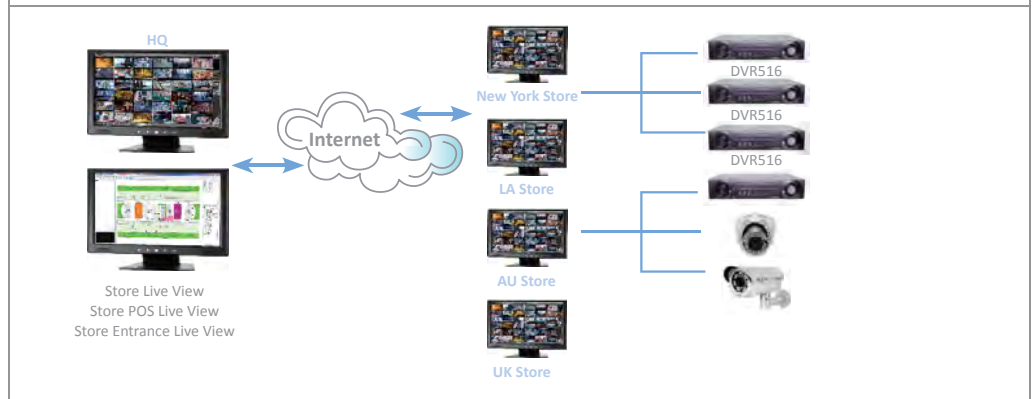 HQ
Internet
Store Live View
Store POS Live View
Store Entrance Live View
New York Store
LA Store
AU Store
UK Store
DVR516
DVR516
DVR516